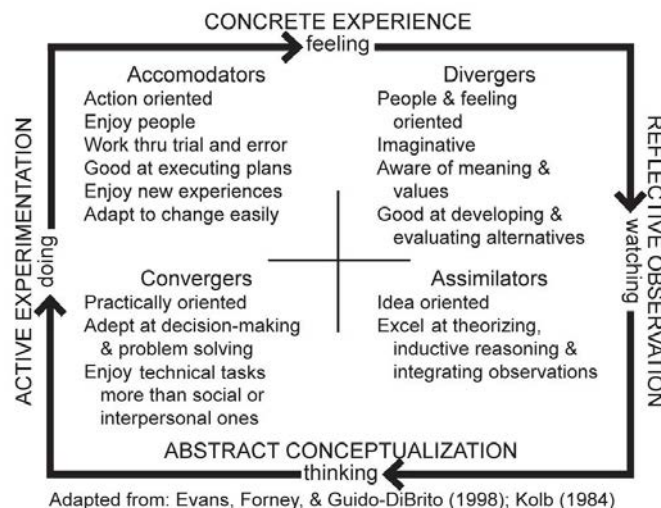 CONCRETE EXPERIENCE
feeling
Accomodators
Action oriented
Enjoy people
Work thru trial and error
Good at executing plans
Enjoy new experiences
Adapt to change easily
Divergers
People & feeling
oriented
Imaginative
Aware of meaning &
values
Good at developing &
evaluating alternatives
REFLECTIVE OBSERVATION
watching
ACTIVE EXPERIMENTATION
doing
Convergers
Practically oriented
Adept at decision-making
& problem solving
Enjoy technical tasks
more than social or
interpersonal ones
Assimilators
Idea oriented
Excel at theorizing,
inductive reasoning &
integrating observations
ABSTRACT CONCEPTUALIZATION
thinking
Adapted from: Evans, Forney, & Guido-DiBrito (1998); Kolb (1984)